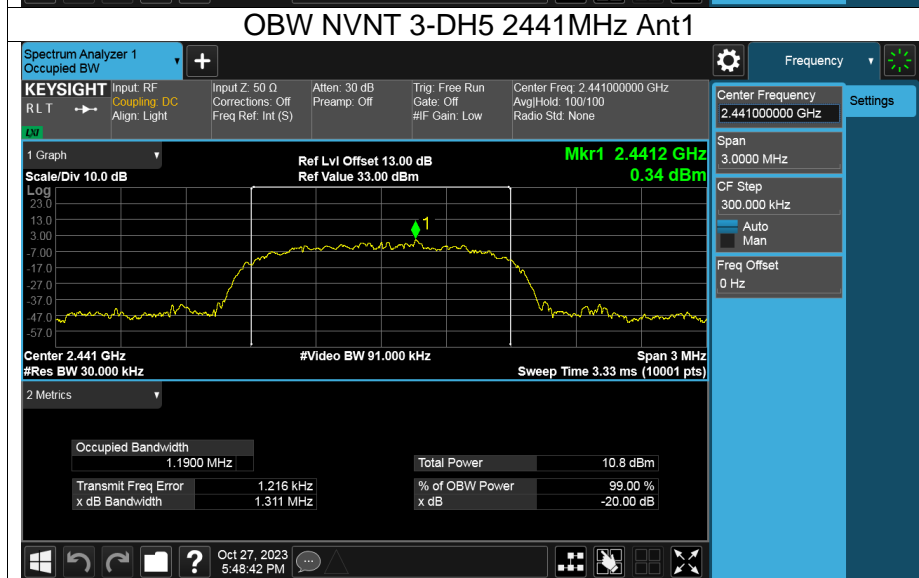 OBW NVNT 3-DH5 2441MHz Ant1
Spectrum Analyzer 1
Occupied BW
+
Frequency
KEYSIGHT
R L T
LXI
Input: RF
Coupling: DC
Align: Light
Input Z: 50 Ω
Corrections: Off
Freq Ref: Int (S)
Atten: 30 dB
Preamp: Off
Trig: Free Run
Gate: Off
#IF Gain: Low
Center Freq: 2.441000000 GHz
Avg|Hold: 100/100
Radio Std: None
Center Frequency
2.441000000 GHz
Settings
Span
3.0000 MHz
CF Step
300.000 kHz
Auto
Man
Freq Offset
0 Hz
1 Graph
Scale/Div 10.0 dB
Ref Lvl Offset 13.00 dB
Ref Value 33.00 dBm
Mkr1 2.4412 GHz
0.34 dBm
Log
23.0
13.0
3.00
-7.00
-17.0
-27.0
-37.0
-47.0
-57.0
1
Center 2.441 GHz
#Res BW 30.000 kHz
#Video BW 91.000 kHz
Span 3 MHz
Sweep Time 3.33 ms (10001 pts)
2 Metrics
Occupied Bandwidth
1.1900 MHz
Total Power 10.8 dBm
Transmit Freq Error 1.216 kHz
% of OBW Power 99.00 %
x dB Bandwidth 1.311 MHz
x dB -20.00 dB
?
Oct 27, 2023
5:48:42 PM